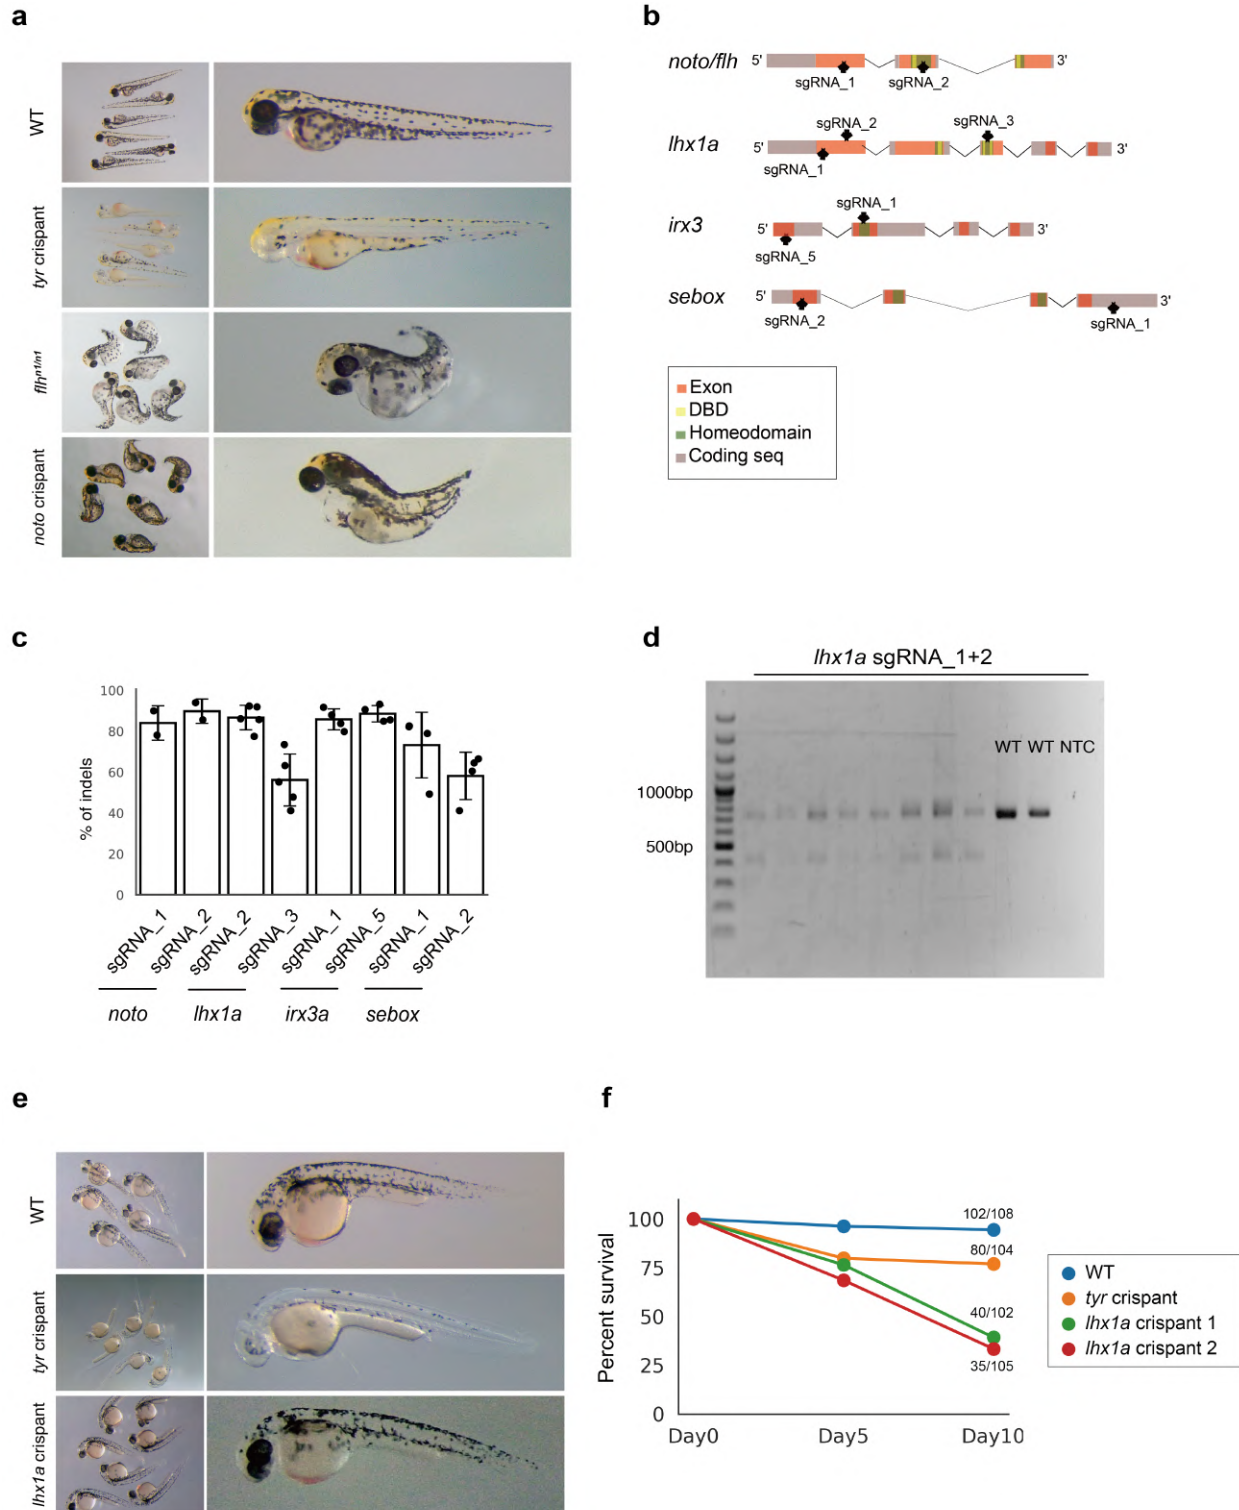 a
WT
tyr crispant
flh^n1/n1
noto crispant
b
noto/flh
5'
3'
sgRNA_1
sgRNA_2
lhx1a
sgRNA_2
sgRNA_3
5'
3'
sgRNA_1
irx3
sgRNA_1
5'
3'
sgRNA_5
sebox
5'
3'
sgRNA_2
sgRNA_1
Exon
DBD
Homeodomain
Coding seq
c
% of indels
100
80
60
40
20
0
sgRNA_1
sgRNA_2
sgRNA_2
sgRNA_3
sgRNA_1
sgRNA_5
sgRNA_1
sgRNA_2
noto
lhx1a
irx3a
sebox
d
lhx1a sgRNA_1+2
WT WT NTC
1000bp
500bp
e
WT
tyr crispant
lhx1a crispant
f
Percent survival
100
75
50
25
0
Day0
Day5
Day10
102/108
80/104
40/102
35/105
WT
tyr crispant
lhx1a crispant 1
lhx1a crispant 2